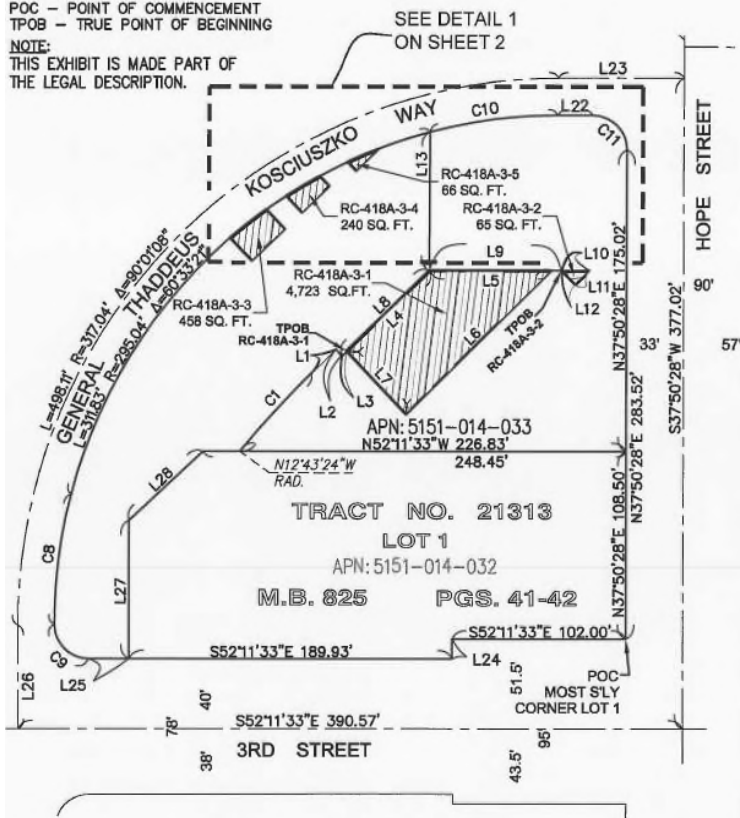 POC – POINT OF COMMENCEMENT
TPOB – TRUE POINT OF BEGINNING
NOTE:
THIS EXHIBIT IS MADE PART OF
THE LEGAL DESCRIPTION.
SEE DETAIL 1
ON SHEET 2
L23
L22
C10
C11
GENERAL THADDEUS KOSCIUSZKO WAY
HOPE STREET
L13
RC-418A-3-5
66 SQ. FT.
RC-418A-3-4
240 SQ. FT.
RC-418A-3-2
65 SQ. FT.
RC-418A-3-3
458 SQ. FT.
RC-418A-3-1
4,723 SQ.FT.
L9
L10
L5
L11
L12
L8
L4
L6
TPOB
RC-418A-3-2
TPOB
RC-418A-3-1
L1
L2
L3
L7
C1
L=498.11' R=317.04' Δ=90°01'08"
L=311.83' R=295.04' Δ=60°33'21"
N37°50'28"E 175.02'
90'
33'
57'
S37°50'28"W 377.02'
N37°50'28"E 283.52'
N37°50'28"E 108.50'
APN: 5151-014-033
N52°11'33"W 226.83'
248.45'
N12°43'24"W
RAD.
L28
TRACT NO. 21313
LOT 1
APN: 5151-014-032
M.B. 825 PGS. 41-42
C8
L27
C9
L25
L26
S52°11'33"E 189.93'
S52°11'33"E 102.00'
L24
POC
MOST S'LY
CORNER LOT 1
40'
51.5'
78'
S52°11'33"E 390.57'
95'
38'
3RD STREET
43.5'